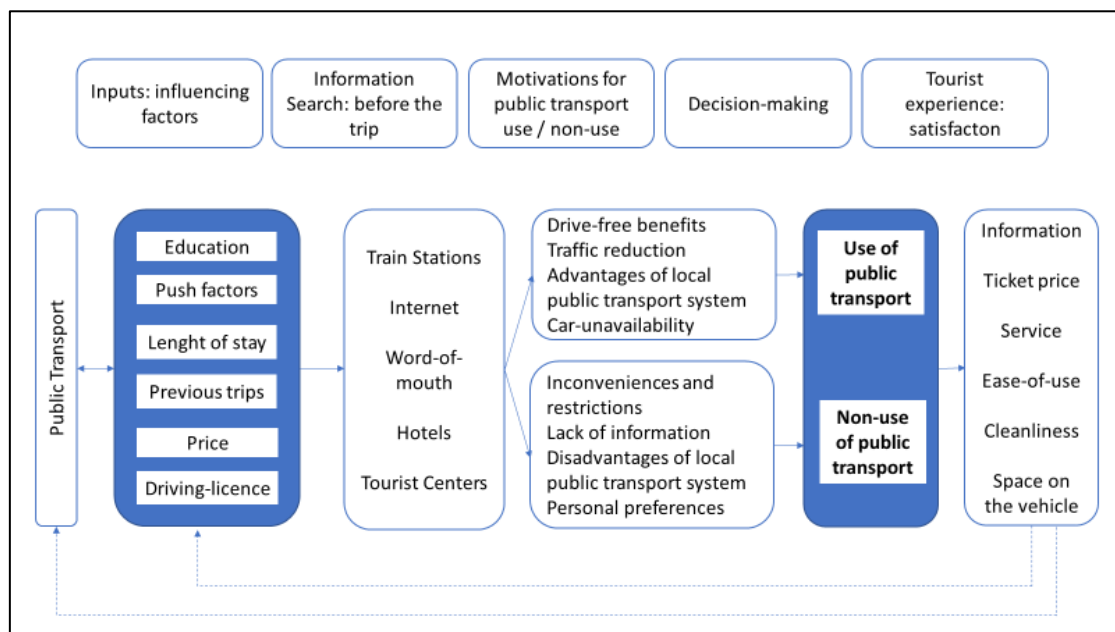 Inputs: influencing
factors
Information
Search: before the
trip
Motivations for
public transport
use / non-use
Decision-making
Tourist
experience:
satisfacton
Public Transport
Education
Push factors
Lenght of stay
Previous trips
Price
Driving-licence
Train Stations
Internet
Word-of-
mouth
Hotels
Tourist Centers
Drive-free benefits
Traffic reduction
Advantages of local
public transport system
Car-unavailability
Inconveniences and
restrictions
Lack of information
Disadvantages of local
public transport system
Personal preferences
Use of
public
transport
Non-use
of public
transport
Information
Ticket price
Service
Ease-of-use
Cleanliness
Space on
the vehicle